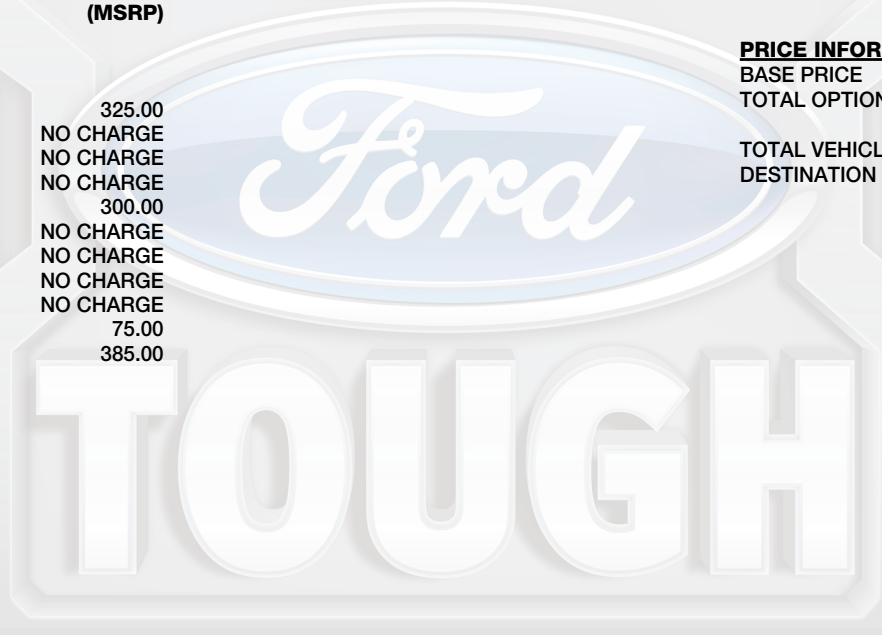 (MSRP)
325.00
NO CHARGE
NO CHARGE
NO CHARGE
300.00
NO CHARGE
NO CHARGE
NO CHARGE
NO CHARGE
75.00
385.00
PRICE INFOR
BASE PRICE
TOTAL OPTION
TOTAL VEHICL
DESTINATION
Ford
TOUGH